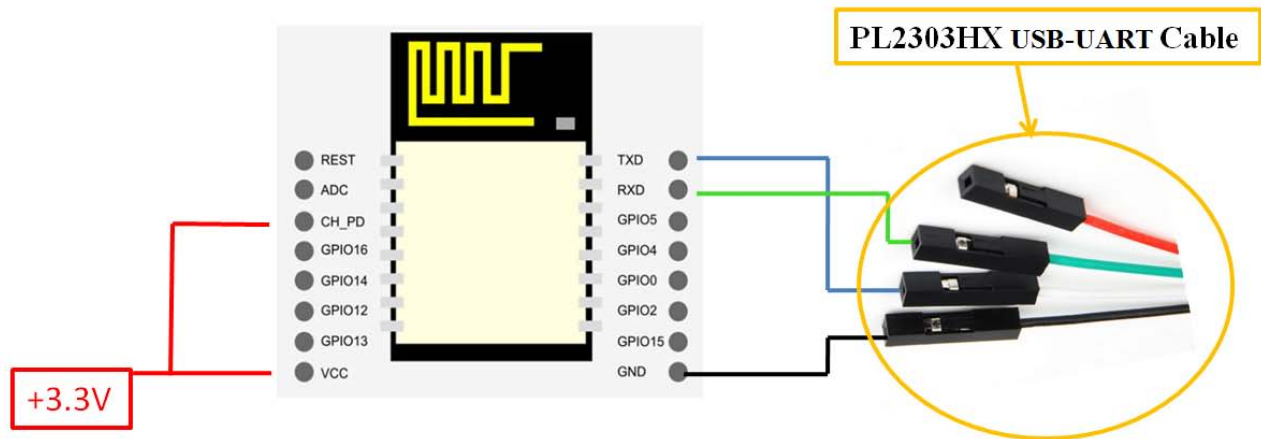 PL2303HX USB-UART Cable
REST
ADC
CH_PD
GPIO16
GPIO14
GPIO12
GPIO13
VCC
TXD
RXD
GPIO5
GPIO4
GPIO0
GPIO2
GPIO15
GND
+3.3V